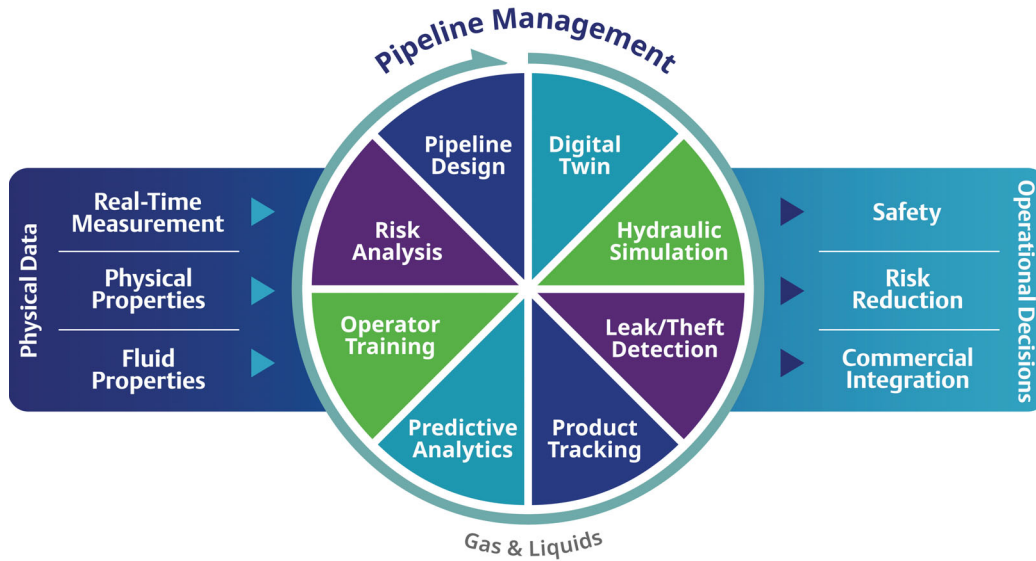 Pipeline Management
Physical Data
Real-Time
Measurement
Physical
Properties
Fluid
Properties
Pipeline
Design
Digital
Twin
Risk
Analysis
Hydraulic
Simulation
Operator
Training
Leak/Theft
Detection
Predictive
Analytics
Product
Tracking
Safety
Risk
Reduction
Commercial
Integration
Operational Decisions
Gas & Liquids